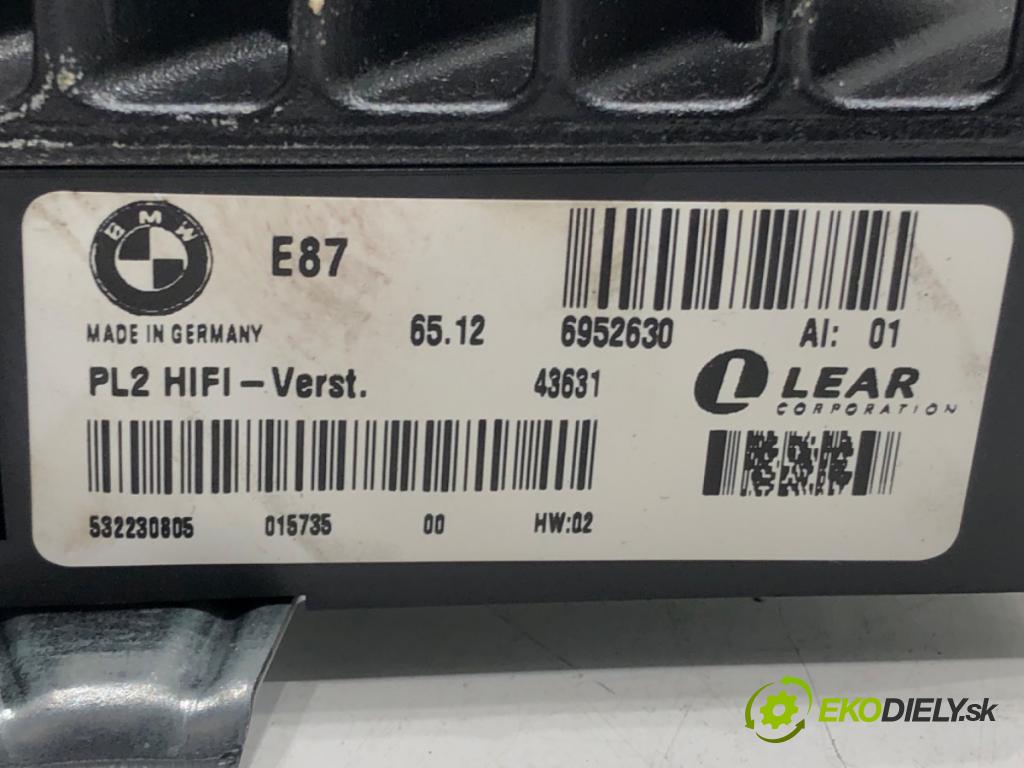 BMW
E87
MADE IN GERMANY 65.12 6952630 AI: 01
PL2 HIFI-Verst. 43631 LEAR
CORPORATION
532230805 015735 00 HW:02
EKODIELY.sk